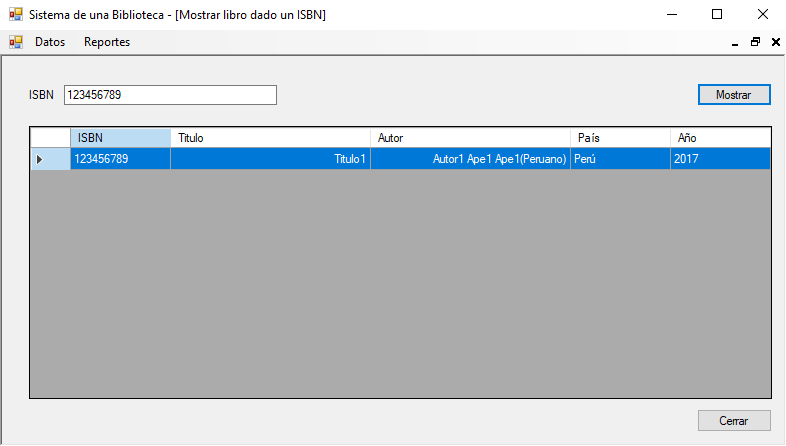 Sistema de una Biblioteca - [Mostrar libro dado un ISBN]
Datos Reportes
ISBN 123456789 Mostrar
ISBN Titulo Autor País Año
123456789 Titulo1 Autor1 Ape1 Ape1(Peruano) Perú 2017
Cerrar